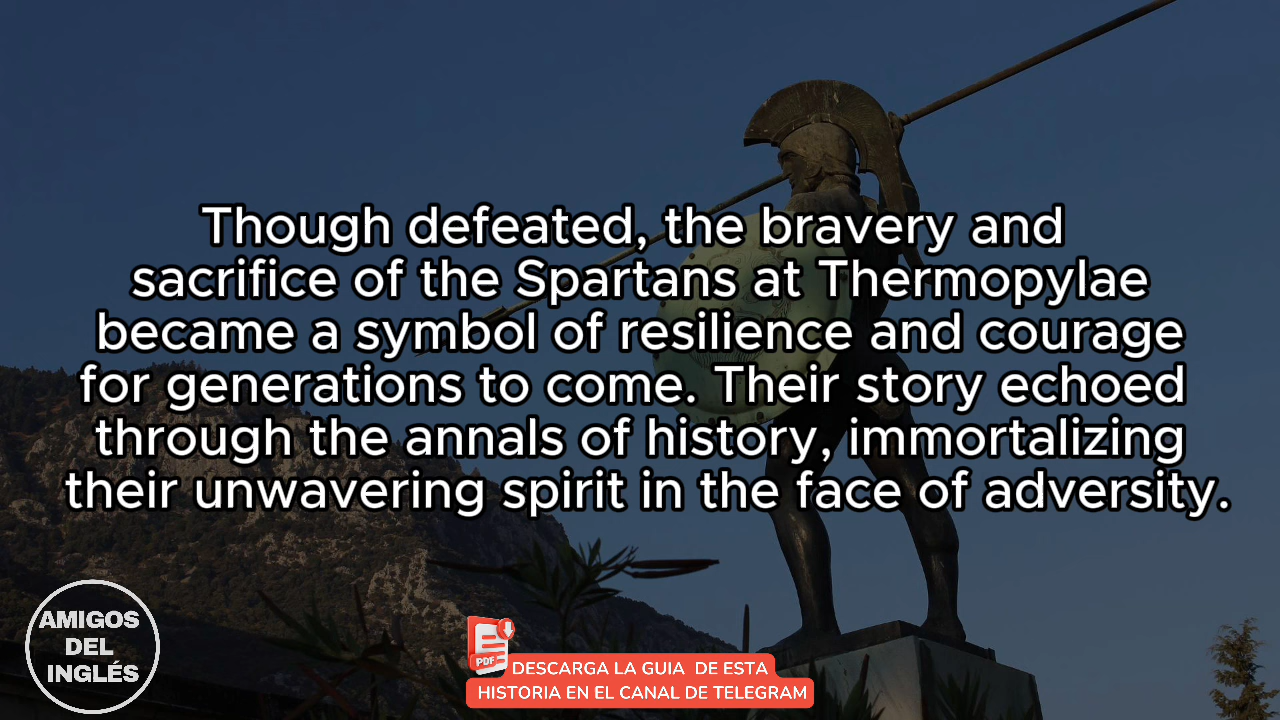 Though defeated, the bravery and
sacrifice of the Spartans at Thermopylae
became a symbol of resilience and courage
for generations to come. Their story echoed
through the annals of history, immortalizing
their unwavering spirit in the face of adversity.
AMIGOS
DEL
INGLÉS
PDF
DESCARGA LA GUIA DE ESTA
HISTORIA EN EL CANAL DE TELEGRAM